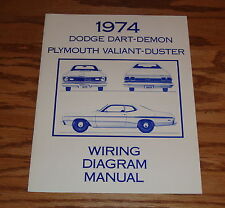 1974
DODGE DART-DEMON
PLYMOUTH VALIANT-DUSTER
WIRING
DIAGRAM
MANUAL